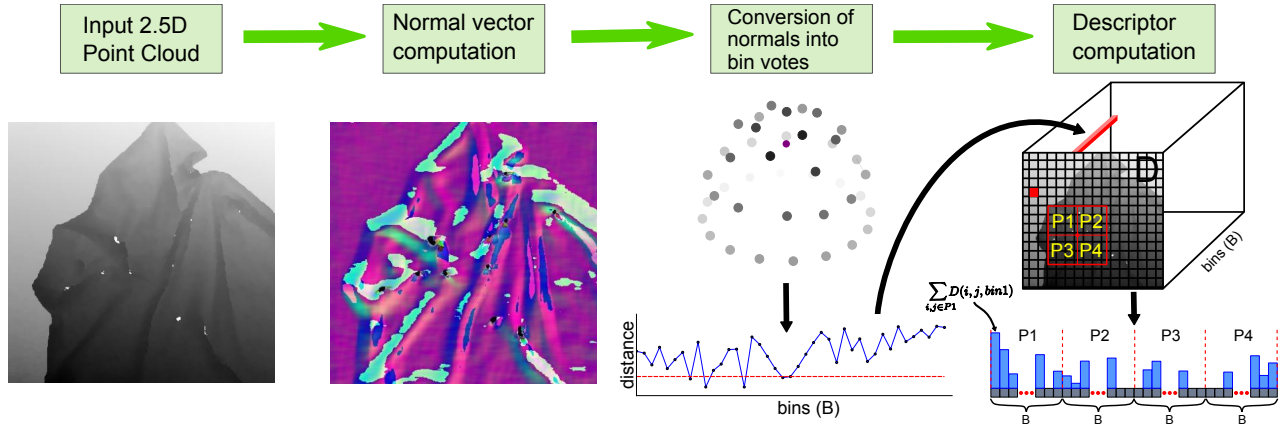 Input 2.5D
Point Cloud
Normal vector
computation
Conversion of
normals into
bin votes
Descriptor
computation
D
P1 P2
P3 P4
bins (B)
distance
bins (B)
∑ D(i, j, bin1)
i,j∈P1
P1 P2 P3 P4
B B B B